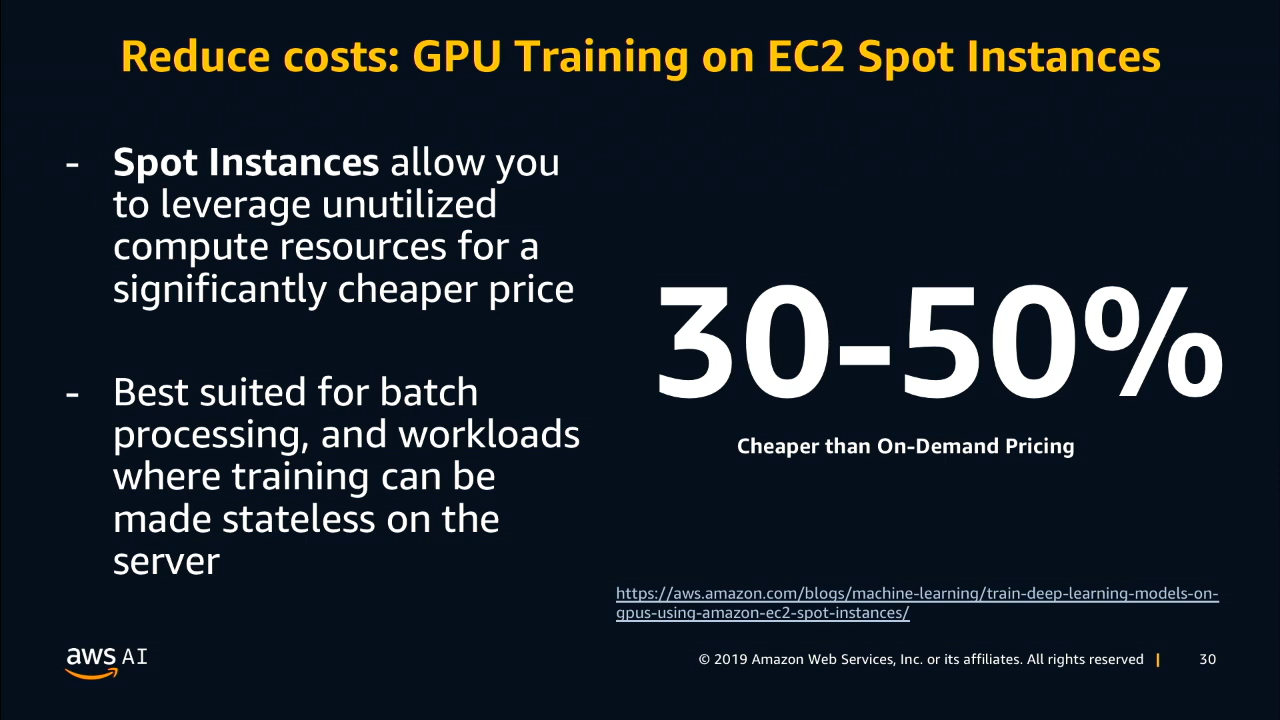 Reduce costs: GPU Training on EC2 Spot Instances
- Spot Instances allow you
to leverage unutilized
compute resources for a
significantly cheaper price
- Best suited for batch
processing, and workloads
where training can be
made stateless on the
server
30-50%
Cheaper than On-Demand Pricing
https://aws.amazon.com/blogs/machine-learning/train-deep-learning-models-on-
gpus-using-amazon-ec2-spot-instances/
aws AI
© 2019 Amazon Web Services, Inc. or its affiliates. All rights reserved | 30